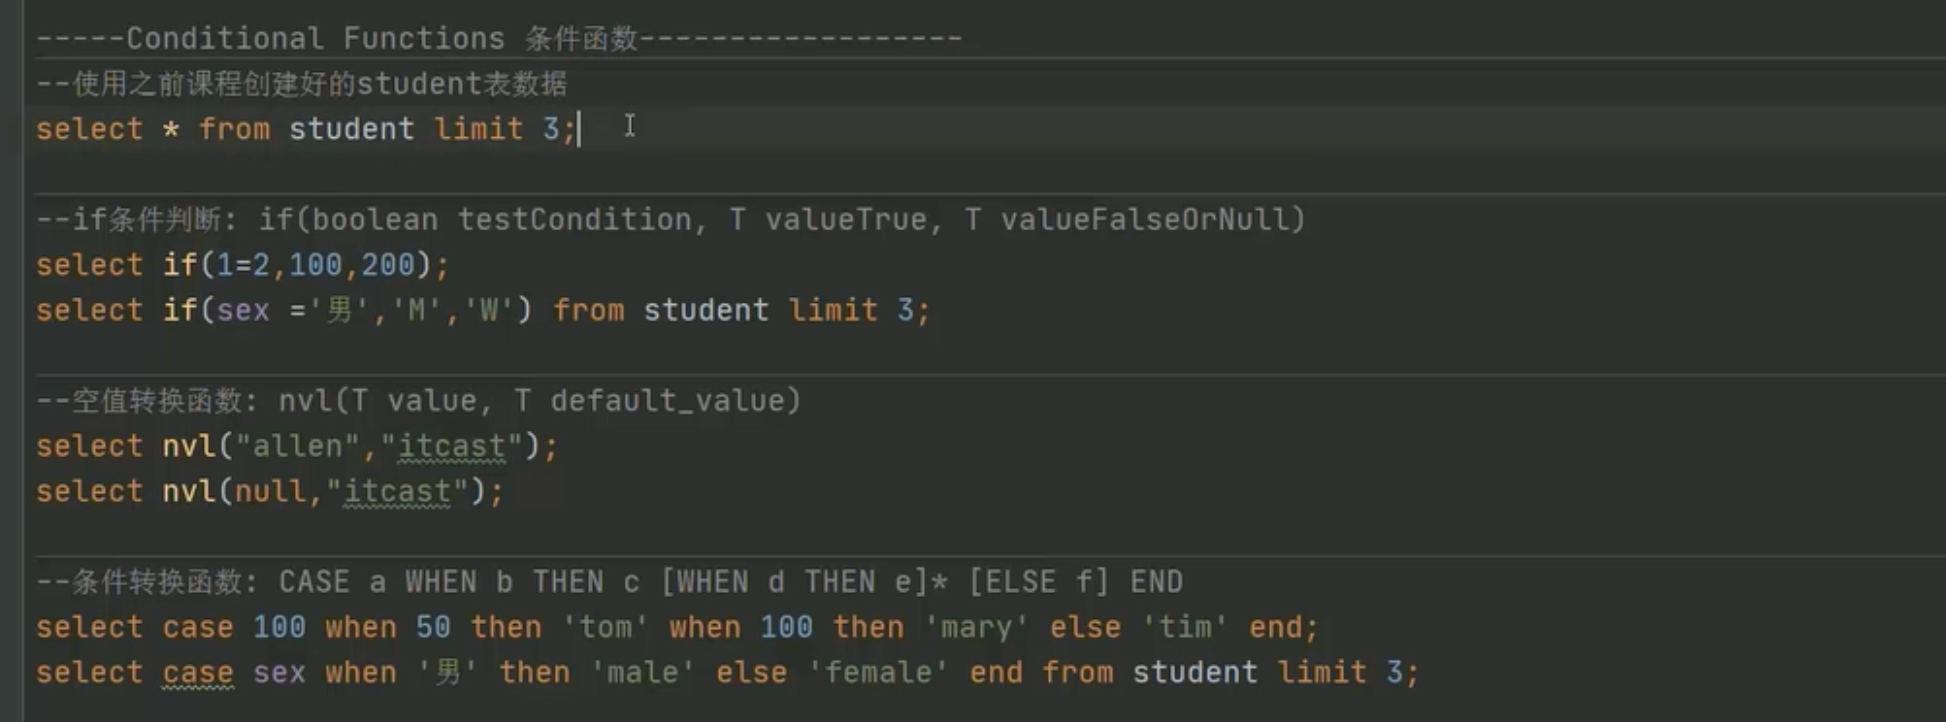 -----Conditional Functions 条件函数------------------
--使用之前课程创建好的student表数据
select * from student limit 3;
--if条件判断: if(boolean testCondition, T valueTrue, T valueFalseOrNull)
select if(1=2,100,200);
select if(sex ='男','M','W') from student limit 3;
--空值转换函数: nvl(T value, T default_value)
select nvl("allen","itcast");
select nvl(null,"itcast");
--条件转换函数: CASE a WHEN b THEN c [WHEN d THEN e]* [ELSE f] END
select case 100 when 50 then 'tom' when 100 then 'mary' else 'tim' end;
select case sex when '男' then 'male' else 'female' end from student limit 3;